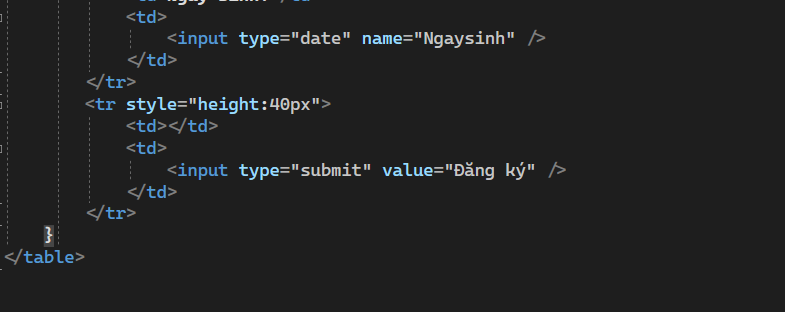 <td>
<input type="date" name="Ngaysinh" />
</td>
</tr>
<tr style="height:40px">
<td></td>
<td>
<input type="submit" value="Đăng ký" />
</td>
</tr>
}
</table>